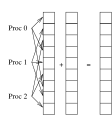 Proc 0
Proc 1
+
=
Proc 2